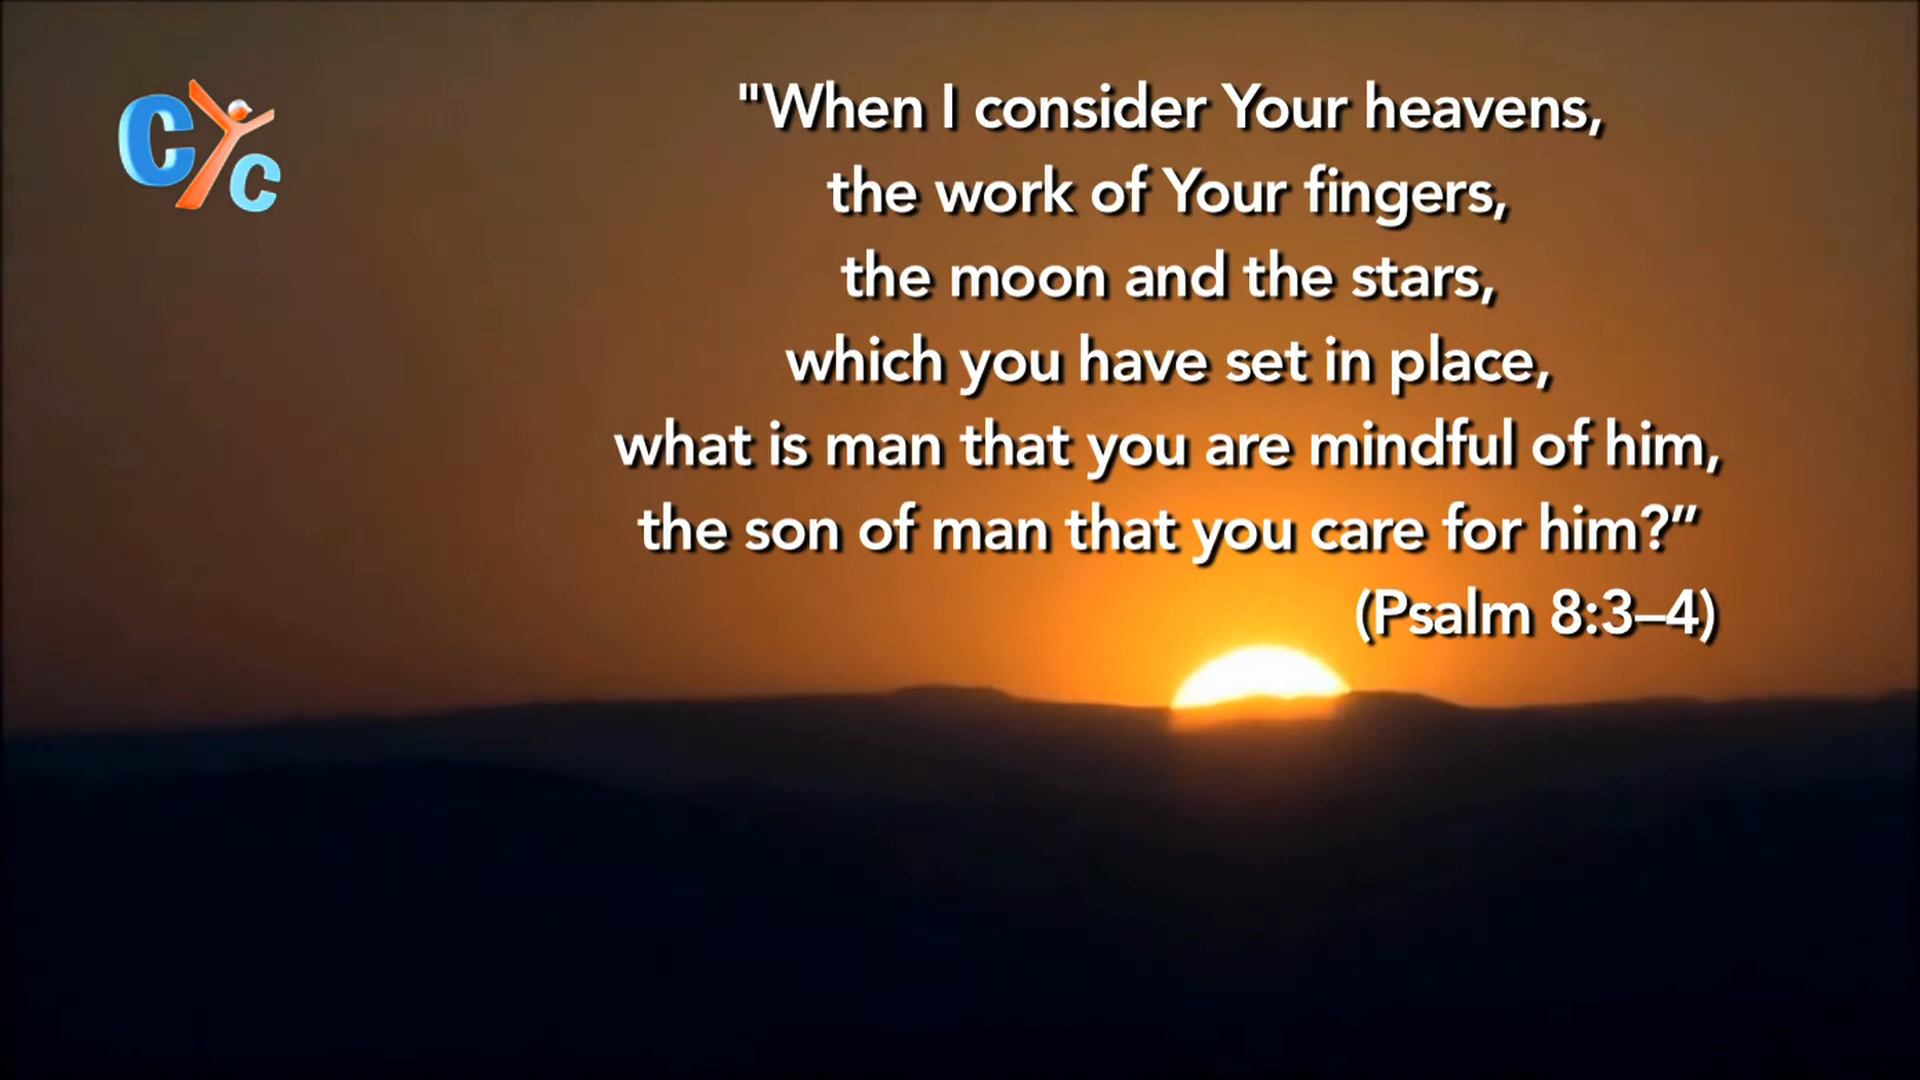 CYC
"When I consider Your heavens,
the work of Your fingers,
the moon and the stars,
which you have set in place,
what is man that you are mindful of him,
the son of man that you care for him?”
(Psalm 8:3–4)